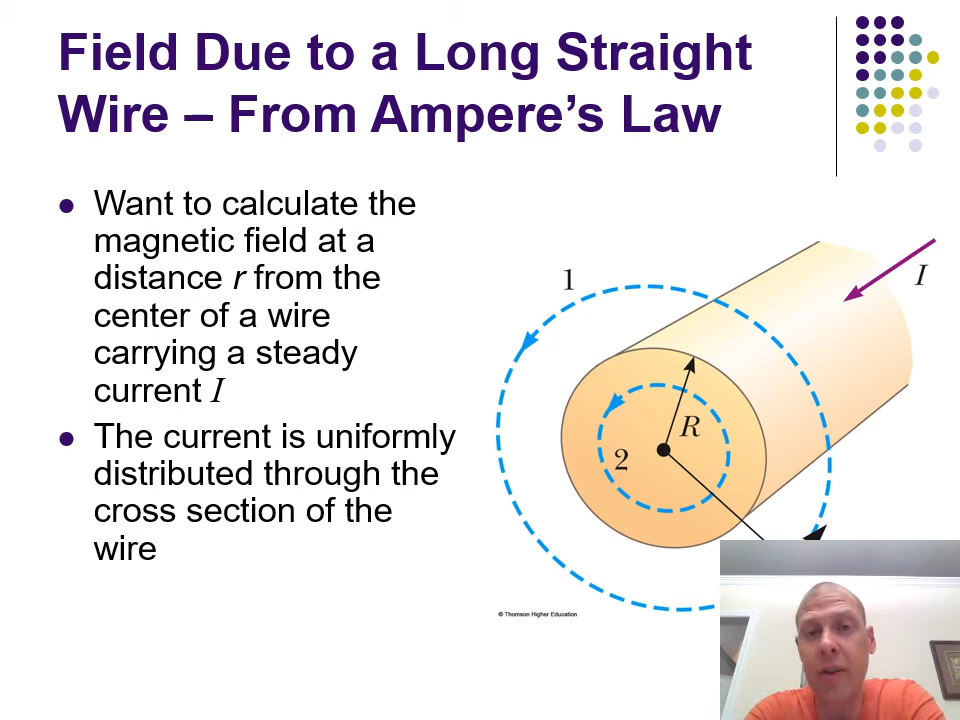 Field Due to a Long Straight
Wire – From Ampere’s Law
Want to calculate the
magnetic field at a
distance r from the
center of a wire
carrying a steady
current I
The current is uniformly
distributed through the
cross section of the
wire
1
I
R
2
© Thomson Higher Education